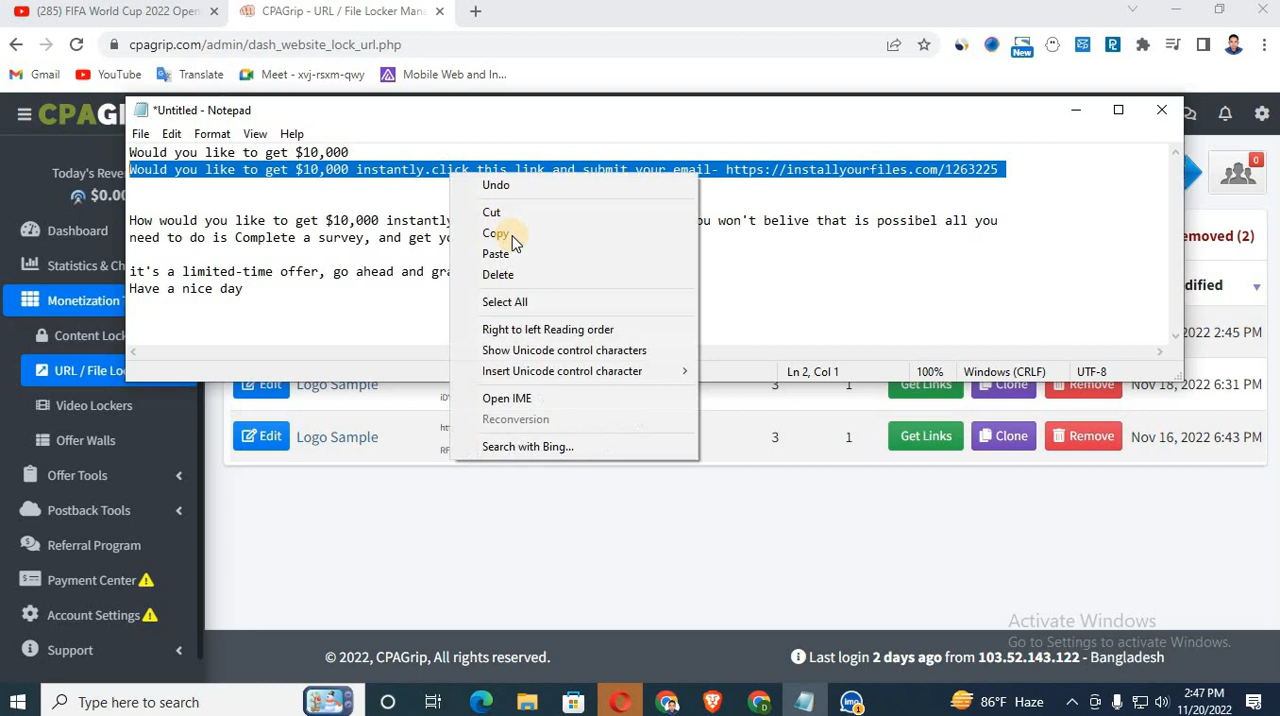 (285) FIFA World Cup 2022 Open
CPAGrip - URL / File Locker Mana
cpagrip.com/admin/dash_website_lock_url.php
New
Gmail
YouTube
Translate
Meet - xvj-rsxm-qwy
Mobile Web and In...
CPAG
*Untitled - Notepad
File Edit Format View Help
Would you like to get $10,000
Would you like to get $10,000 instantly.click this link and submit your email- https://installyourfiles.com/1263225
How would you like to get $10,000 instantly
ou won't belive that is possibel all you
need to do is Complete a survey, and get yo
it's a limited-time offer, go ahead and gra
Have a nice day
Ln 2, Col 1
100%
Windows (CRLF)
UTF-8
Undo
Cut
Copy
Paste
Delete
Select All
Right to left Reading order
Show Unicode control characters
Insert Unicode control character
Open IME
Reconversion
Search with Bing...
Today's Reven
$0.00
Dashboard
Statistics & Ch
Monetization T
Content Lock
URL / File Loc
Video Lockers
Offer Walls
Offer Tools
Postback Tools
Referral Program
Payment Center
Account Settings
Support
0
emoved (2)
dified
, 2022 2:45 PM
Edit
Logo Sample
3
1
Get Links
Clone
Remove
Nov 18, 2022 6:31 PM
Edit
Logo Sample
3
1
Get Links
Clone
Remove
Nov 16, 2022 6:43 PM
Activate Windows
Go to Settings to activate Windows.
© 2022, CPAGrip, All rights reserved.
Last login 2 days ago from 103.52.143.122 - Bangladesh
Type here to search
86°F Haze
2:47 PM
11/20/2022